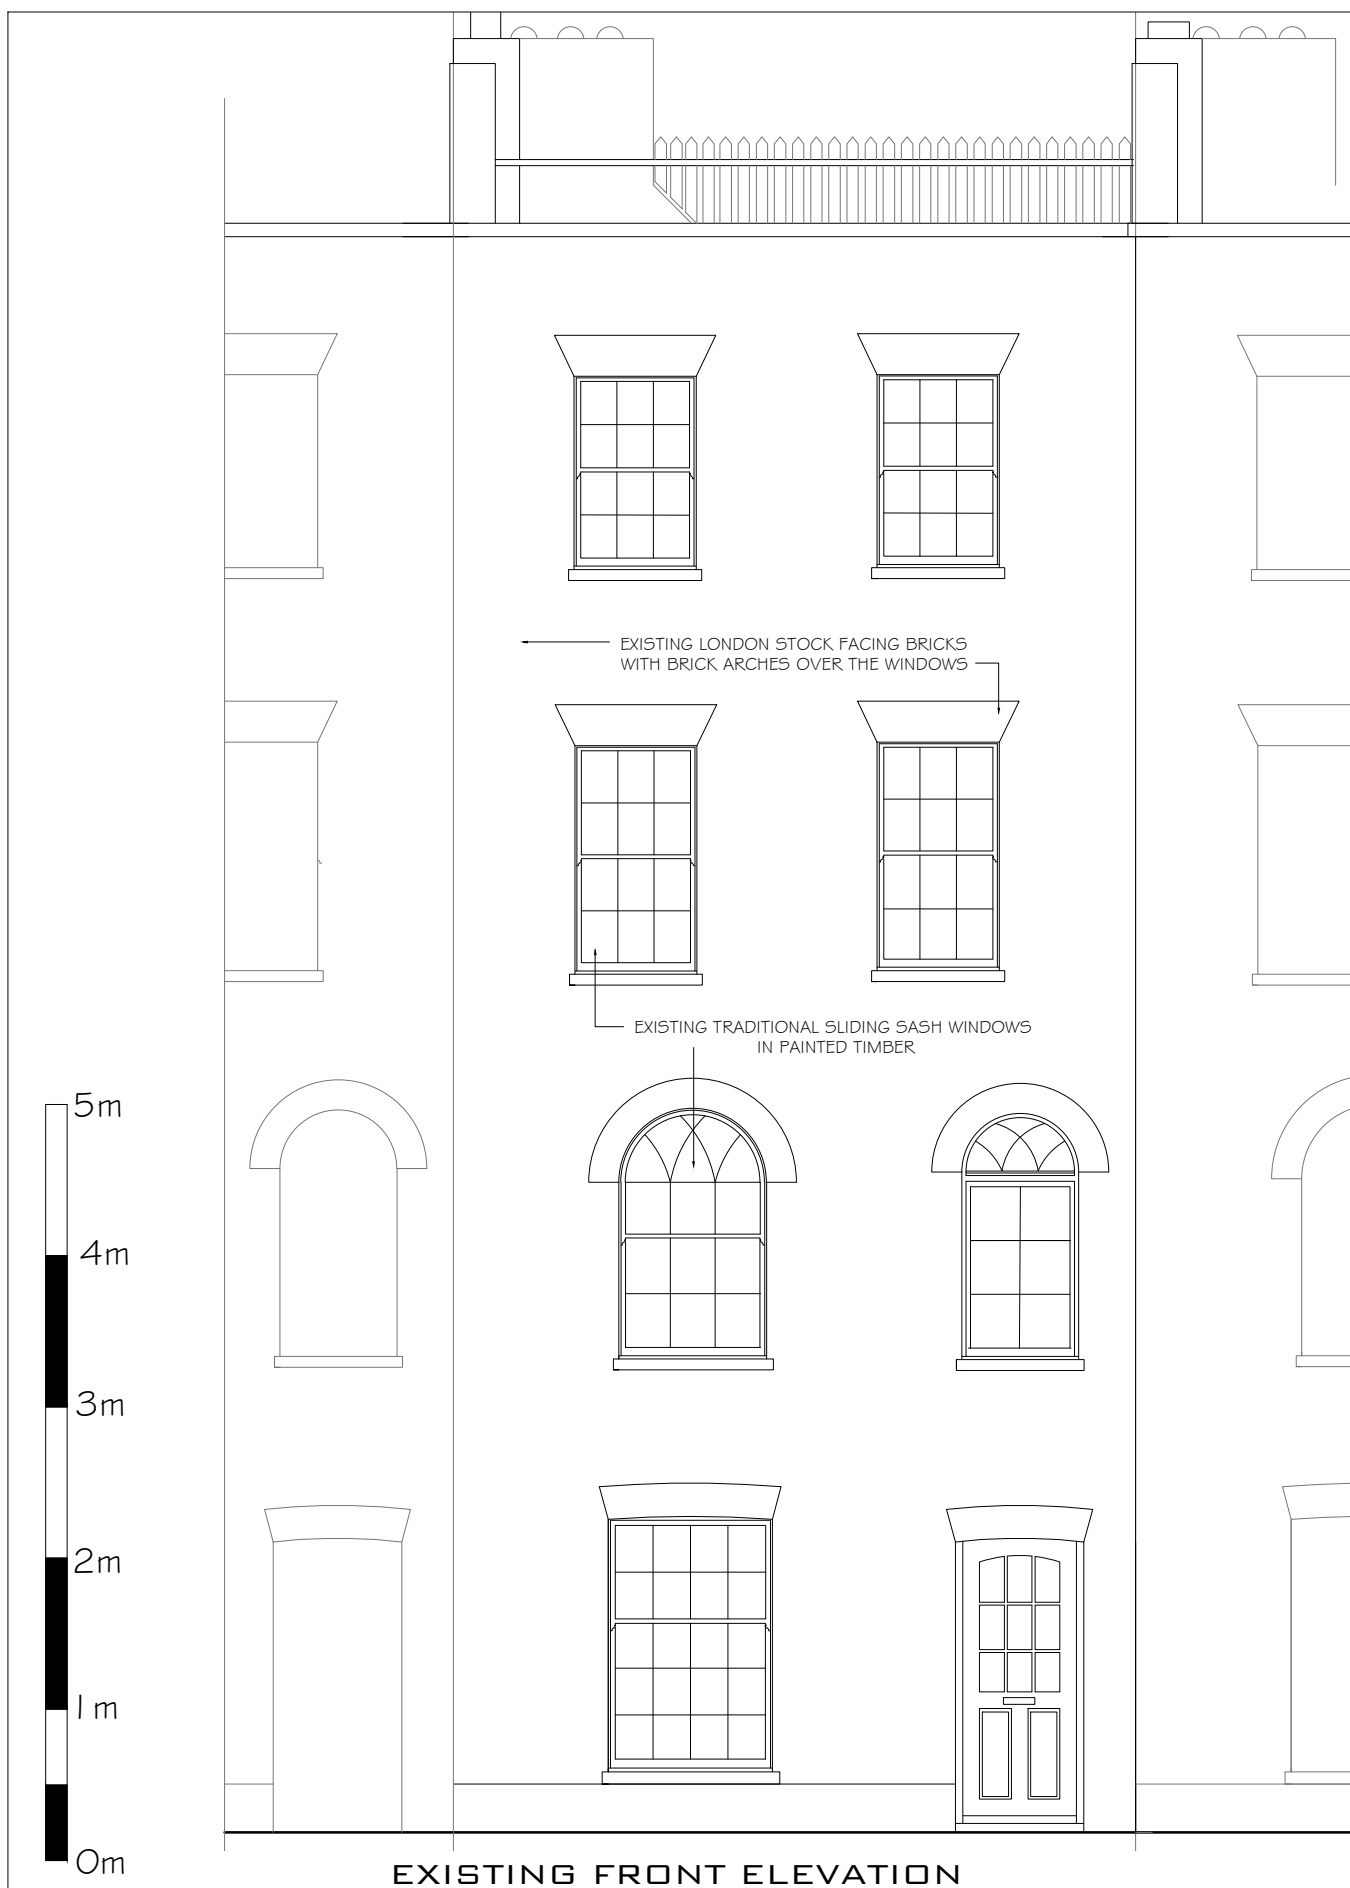 EXISTING LONDON STOCK FACING BRICKS
WITH BRICK ARCHES OVER THE WINDOWS
EXISTING TRADITIONAL SLIDING SASH WINDOWS
IN PAINTED TIMBER
5m
4m
3m
2m
1m
0m
EXISTING FRONT ELEVATION